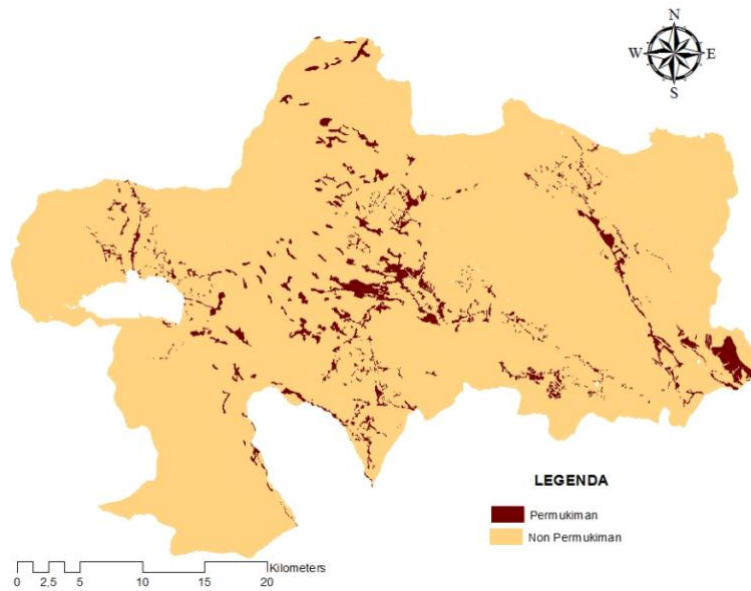 N
W E
S
LEGENDA
Permukiman
Non Permukiman
Kilometers
0 2,5 5 10 15 20